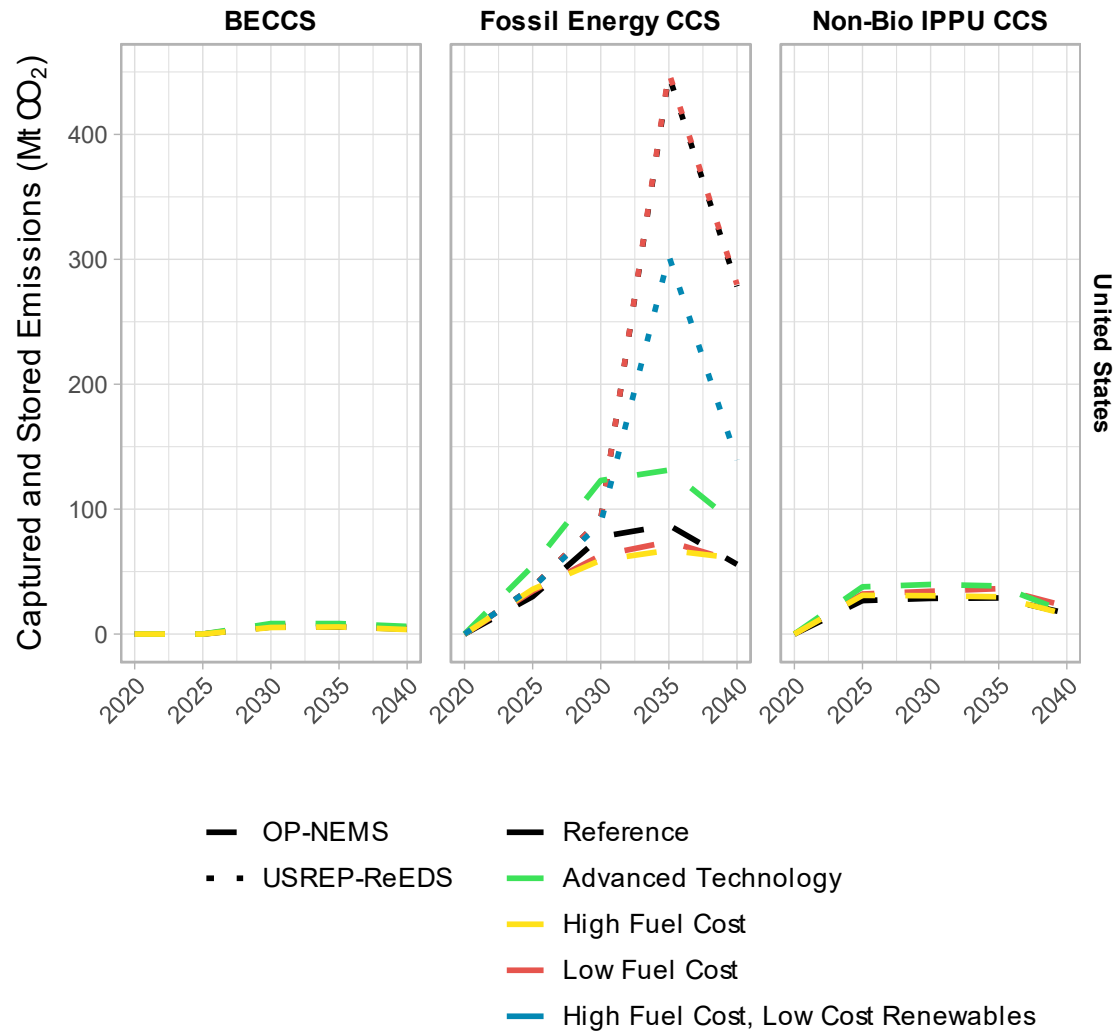 BECCS
Fossil Energy CCS
Non-Bio IPPU CCS
Captured and Stored Emissions (Mt CO₂)
400
300
200
100
0
United States
2020 2025 2030 2035 2040
2020 2025 2030 2035 2040
2020 2025 2030 2035 2040
OP-NEMS
USREP-ReEDS
Reference
Advanced Technology
High Fuel Cost
Low Fuel Cost
High Fuel Cost, Low Cost Renewables